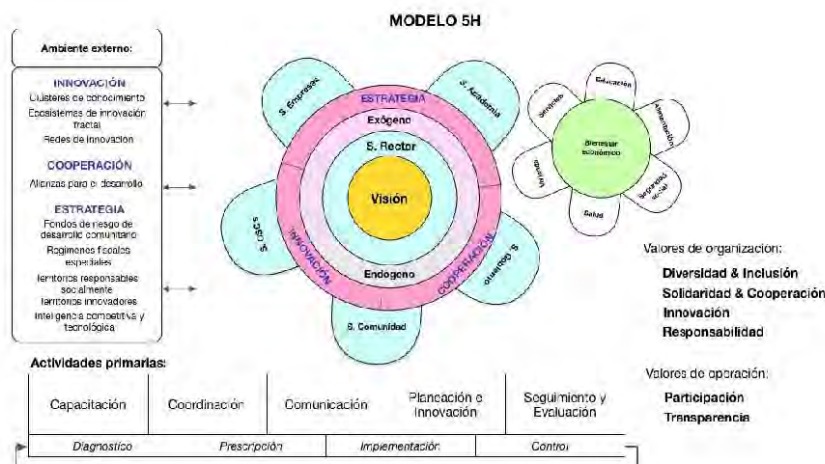 MODELO 5H
Ambiente externo:
INNOVACIÓN
Clústeres de conocimiento
Ecosistemas de innovación
fractal
Redes de innovación
COOPERACIÓN
Alianzas para el desarrollo
ESTRATEGIA
Fondos de riesgo de
desarrollo comunitario
Regímenes fiscales
especiales
Territorios responsables
socialmente
Territorios innovadores
Inteligencia competitiva y
tecnológica
S. Empresas
S. Academia
ESTRATEGIA
Exógeno
S. Rector
Visión
INNOVACIÓN
COOPERACIÓN
Endogeno
S. OSCs
S. Gobierno
S. Comunidad
Educación
Servicios
Alimentación
Bienestar
económico
Vivienda
Seguridad
social
Salud
Valores de organización:
Diversidad & Inclusión
Solidaridad & Cooperación
Innovación
Responsabilidad
Valores de operación:
Participación
Transparencia
Actividades primarias:
Capacitación
Coordinación
Comunicación
Planeación e
Innovación
Seguimiento y
Evaluación
Diagnostico
Prescripción
Implementación
Control